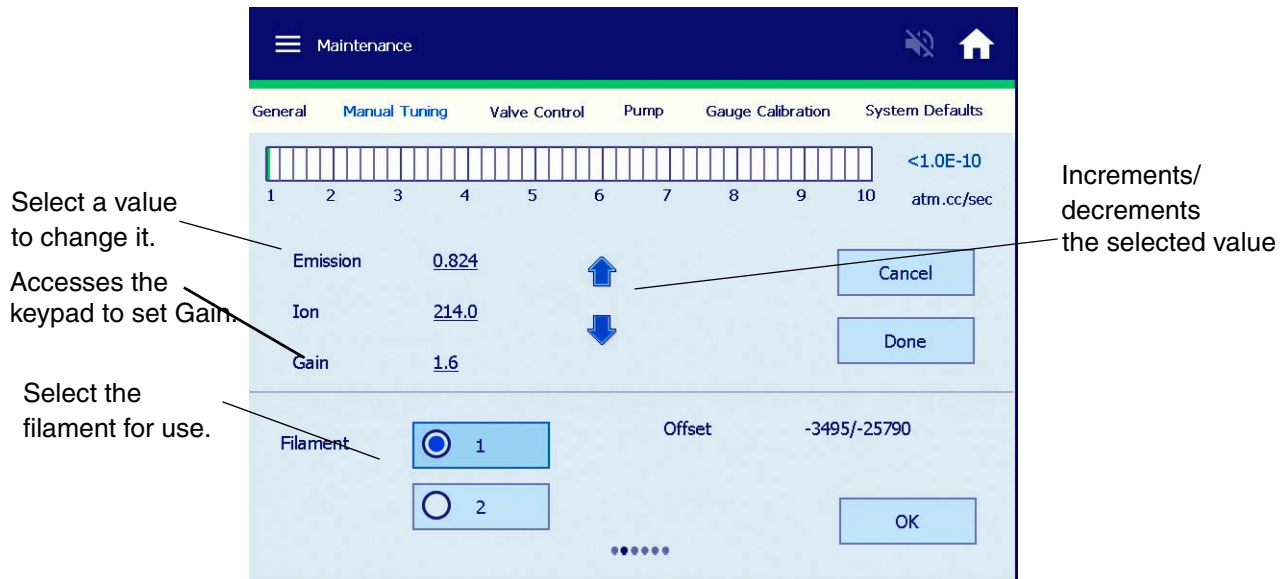 Maintenance
General Manual Tuning Valve Control Pump Gauge Calibration System Defaults
<1.0E-10
1 2 3 4 5 6 7 8 9 10 atm.cc/sec
Select a value
to change it.
Accesses the
keypad to set Gain.
Select the
filament for use.
Emission 0.824
Ion 214.0
Gain 1.6
Cancel
Done
Increments/
decrements
the selected value
Filament 1
2
Offset -3495/-25790
OK